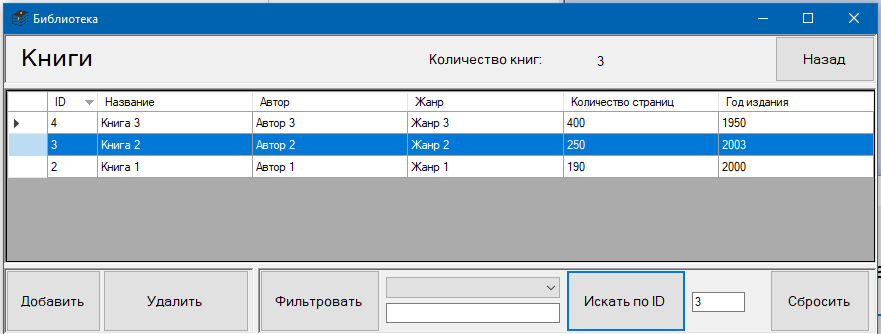 Библиотека
Книги Количество книг: 3 Назад
ID Название Автор Жанр Количество страниц Год издания
4 Книга 3 Автор 3 Жанр 3 400 1950
3 Книга 2 Автор 2 Жанр 2 250 2003
2 Книга 1 Автор 1 Жанр 1 190 2000
Добавить Удалить Фильтровать Искать по ID 3 Сбросить